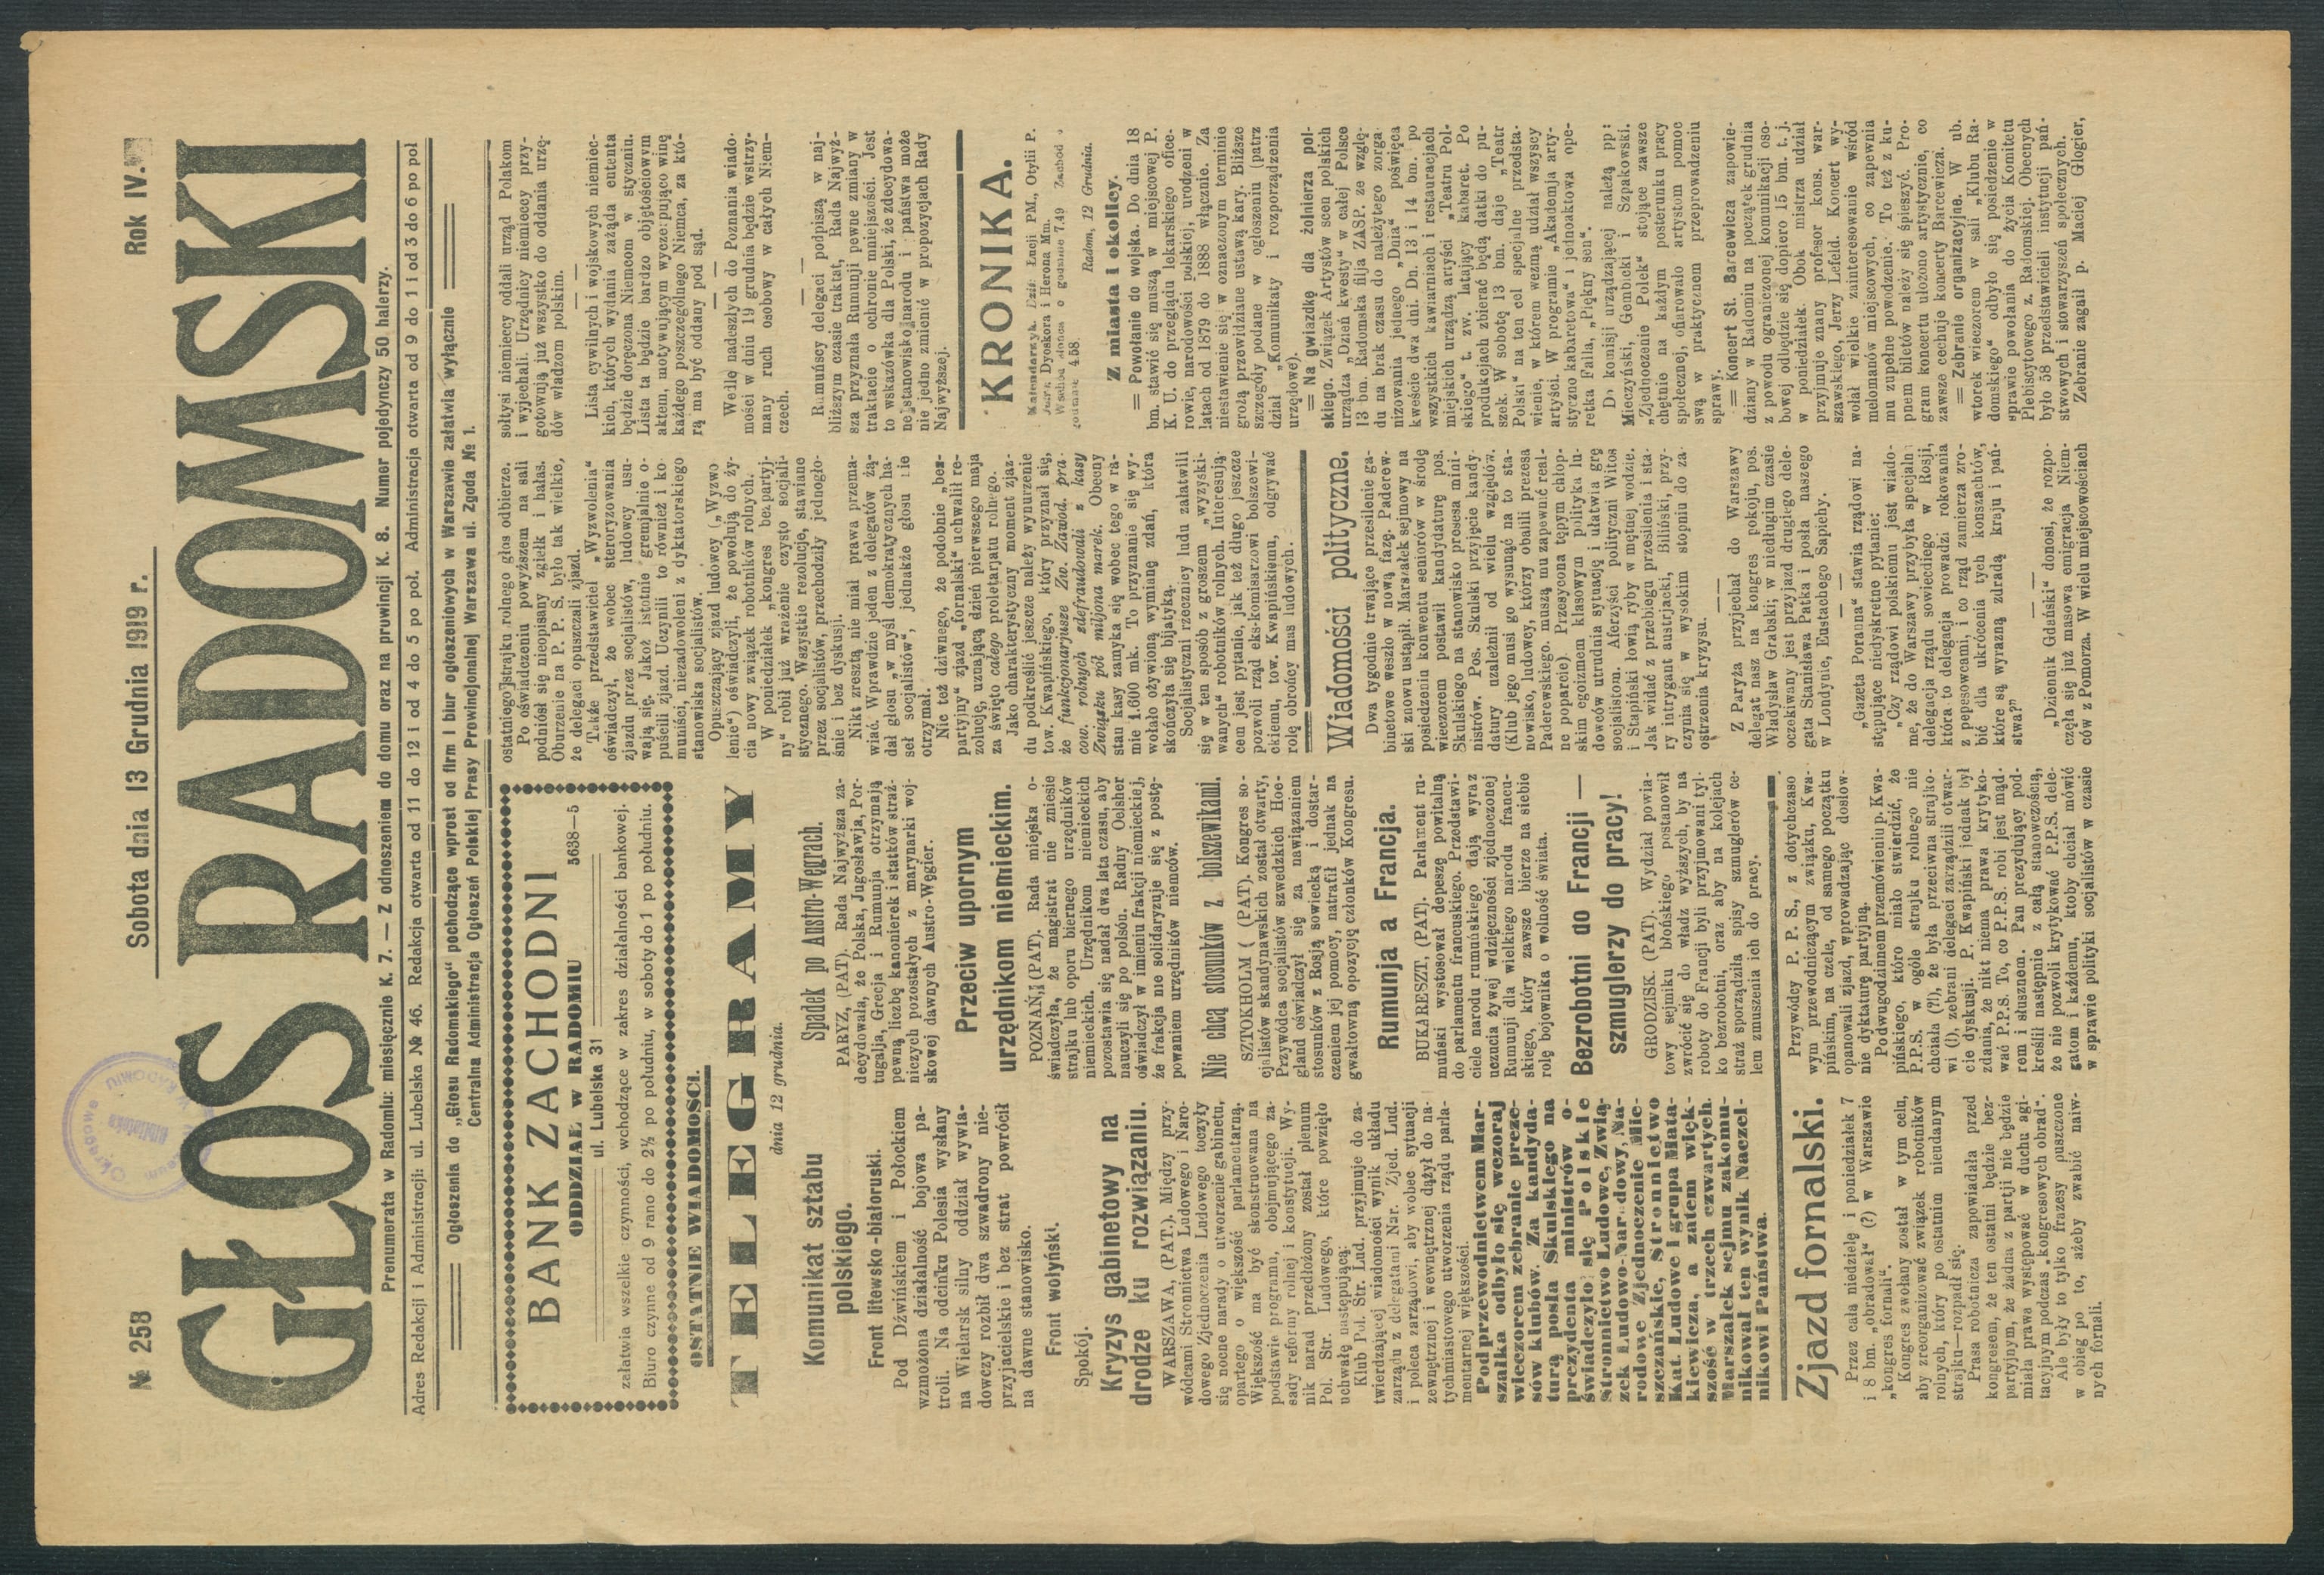 № 258
Sobota dnia 13 Grudnia 1919 r.
Rok IV.
GŁOS RADOMSKI
Prenumerata w Radomiu: miesięcznie K. 7. — Z odnoszeniem do domu oraz na prowincji K. 8. Numer pojedynczy 50 halerzy.
Adres Redakcji i Administracji: ul. Lubelska № 46. Redakcja otwarta od 11 do 12 i od 4 do 5 po poł. Administracja otwarta od 9 do 1 i od 3 do 6 po poł
Ogłoszenia do „Głosu Radomskiego" pochodzące wprost od firm i biur ogłoszeniowych w Warszawie załatwia wyłącznie
Centralna Administracja Ogłoszeń Polskiej Prasy Prowincjonalnej Warszawa ul. Zgoda № 1.
BANK ZACHODNI
ODDZIAŁ w RADOMIU
5638—5
ul. Lubelska 31
załatwia wszelkie czynności, wchodzące w zakres działalności bankowej.
Biuro czynne od 9 rano do 2½ po południu, w soboty do 1 po południu.
OSTATNIE WIADOMOŚCI.
TELEGRAMY
dnia 12 grudnia.
Komunikat sztabu
polskiego.
Front litewsko-białoruski.
Pod Dźwińskiem i Połockiem
wzmożona działalność bojowa pa-
troli. Na odcinku Polesia wysłany
na Wielarsk silny oddział wywia-
dowczy rozbił dwa szwadrony nie-
przyjacielskie i bez strat powrócił
na dawne stanowisko.
Front wołyński.
Spokój.
Kryzys gabinetowy na
drodze ku rozwiązaniu.
WARSZAWA, (PAT.). Między przy-
wódcami Stronnictwa Ludowego i Naro-
dowego Zjednoczenia Ludowego toczyły
się nocne narady o utworzenie gabinetu,
opartego o większość parlamentarną.
Większość ma być skonstruowana na
podstawie programu, obejmującego za-
sady reformy rolnej i konstytucji. Wy-
nik narad przedłożony został plenum
Pol. Str. Ludowego, które powzięło
uchwałę następującą:
Klub Pol. Str. Lud. przyjmuje do za-
twierdzającej wiadomości wynik układu
zarządu z delegatami Nar. Zjed. Lud.
i poleca zarządowi, aby wobec sytuacji
zewnętrznej i wewnętrznej dążył do na-
tychmiastowego utworzenia rządu parla-
mentarnej większości.
Pod przewodnictwem Mar-
szałka odbyło się wczoraj
wieczorem zebranie preze-
sów klubów. Za kandyda-
turą posła Skulskiego na
prezydenta ministrów o-
świadczyło się Polskie
Stronnictwo Ludowe, Zwią-
zek Ludowo-Narodowy, Na-
rodowe Zjednoczenie Mie-
szczańskie, Stronnictwo
Kat. Ludowe i grupa Mata-
kiewicza, a zatem więk-
szość w trzech czwartych.
Marszałek sejmu zakomu-
nikował ten wynik Naczel-
nikowi Państwa.
Zjazd fornalski.
Przez całą niedzielę i poniedziałek 7
i 8 bm. „obradował" (?) w Warszawie
„kongres fornali".
Kongres zwołany został w tym celu,
aby zreorganizować związek robotników
rolnych, który po ostatnim nieudanym
strajku—rozpadł się.
Prasa robotnicza zapowiadała przed
kongresem, że ten ostatni będzie bez-
partyjnym, że żadna z partji nie będzie
miała prawa występować w duchu agi-
tacyjnym podczas „kongresowych obrad".
Ale były to tylko frazesy puszczone
w obieg po to, ażeby zwabić naiw-
nych fornali.
Spadek po Austro-Węgrach.
PARYZ, (PAT). Rada Najwyższa za-
decydowała, że Polska, Jugosławja, Por-
tugalja, Grecja i Rumunja otrzymają
pewną liczbę kanonierek i statków straż-
niczych pozostałych z marynarki woj-
skowej dawnych Austro-Węgier.
Przeciw upornym
urzędnikom niemieckim.
POZNAŃ, (PAT). Rada miejska o-
świadczyła, że magistrat nie zniesie
strajku lub oporu biernego urzędników
niemieckich. Urzędnikom niemieckich
pozostawia się nadal dwa lata czasu, aby
nauczyli się po polsku. Radny Oelsher
oświadczył w imieniu frakcji niemieckiej,
że frakcja nie solidaryzuje się z postę-
powaniem urzędników niemców.
Nie chcą stosunków z bolszewikami.
SZTOKHOLM ( (PAT). Kongres so-
cjalistów skandynawskich został otwarty,
Przywódca socjalistów szwedzkich Hoe-
gland oświadczył się za nawiązaniem
stosunków z Rosją sowiecką i dostar-
czeniem jej pomocy, natrafił jednak na
gwałtowną opozycję członków Kongresu.
Rumunja a Francja.
BUKARESZT, (PAT). Parlament ru-
muński wystosował depeszę powitalną
do parlamentu francuskiego. Przedstawi-
ciele narodu rumuńskiego dają wyraz
uczucia żywej wdzięczności zjednoczonej
Rumunji dla wielkiego narodu francu-
skiego, który zawsze bierze na siebie
rolę bojownika o wolność świata.
Bezrobotni do Francji —
szmuglerzy do pracy!
GRODZISK. (PAT). Wydział powia-
towy sejmiku błońskiego postanowił
zwrócić się do władz wyższych, by na
roboty do Francji byli przyjmowani tyl-
ko bezrobotni, oraz aby na kolejach
straż sporządziła spisy szmuglerów ce-
lem zmuszenia ich do pracy.
Przywódcy P. P. S., z dotychczaso
wym przewodniczącym związku, Kwa-
pińskim, na czele, od samego początku
opanowali zjazd, wprowadzając dosłow-
nie dyktaturę partyjną.
Po dwugodzinnem przemówieniu p. Kwa-
pińskiego, które miało stwierdzić, że
P.P.S. w ogóle strajku rolnego nie
chciała (?!), że była przeciwna strajko-
wi (!), zebrani delegaci zarządzili otwar-
cie dyskusji. P. Kwapiński jednak był
zdania, że nikt niema prawa krytyko-
wać P.P.S. To, co P.P.S. robi jest mąd-
rem i słusznem. Pan prezydujący pod-
kreślił następnie z całą stanowczością,
że nie pozwoli krytykować P.P.S. dele-
gatom i każdemu, ktoby chciał mówić
w sprawie polityki socjalistów w czasie
ostatniego strajku rolnego głos odbierze.
Po oświadczeniu powyższem na sali
podniósł się nieopisany zgiełk i hałas.
Oburzenie na P. P. S. było tak wielkie,
że delegaci opuszczali zjazd.
Także przedstawiciel „Wyzwolenia"
oświadczył, że wobec steroryzowania
zjazdu przez socjalistów, ludowcy usu-
wają się. Jakoż istotnie gremjalnie o-
puścili zjazd. Uczynili to również i ko
muniści, niezadowoleni z dyktatorskiego
stanowiska socjalistów.
Opuszczający zjazd ludowcy („Wyzwo
lenie") oświadczyli, że powołują do ży-
cia nowy związek robotników rolnych.
W poniedziałek „kongres bezpartyj-
ny" robił już wrażenie czysto socjali-
stycznego. Wszystkie rezolucje, stawiane
przez socjalistów, przechodziły jednogło-
śnie i bez dyskusji.
Nikt zresztą nie miał prawa przema-
wiać. Wprawdzie jeden z delegatów żą-
dał głosu „w myśl demokratycznych ha-
seł socjalistów", jednakże głosu nie
otrzymał.
Nic też dziwnego, że podobnie „bez-
partyjny" zjazd „fornalski" uchwalił re-
zolucję, uznającą dzień pierwszego maja
za święto całego proletarjatu rolnego.
Jako charakterystyczny moment zjaz-
du podkreślić jeszcze należy wynurzenie
tow. Kwapińskiego, który przyznał się,
że funkcjonarjusze Zw. Zawod. pra-
cow. rolnych zdefraudowali z kasy
Związku pół miljona marek. Obecny
stan kasy zamyka się wobec tego w ra-
mie 1.600 mk. To przyznanie się wy-
wołało ożywioną wymianę zdań, która
skończyła się bijatyką.
Socjalistyczni rzecznicy ludu załatwili
się w ten sposób z groszem „wyzyski-
wanych" robotników rolnych. Interesują-
cem jest pytanie, jak też długo jeszcze
pozwoli rząd eks-komisarzowi bolszewi-
ckiemu, tow. Kwapińskiemu, odgrywać
rolę obrońcy mas ludowych.
Wiadomości polityczne.
Dwa tygodnie trwające przesilenie ga-
binetowe weszło w nową fazę. Paderew-
ski znowu ustąpił. Marszałek sejmowy na
posiedzeniu konwentu seniorów w środę
wieczorem postawił kandydaturę pos.
Skulskiego na stanowisko prosesa mini-
strów. Pos. Skulski przyjęcie kandy-
datury uzależnił od wielu względów.
(Klub jego musi go wysunąć na to sta-
nowisko, ludowcy, którzy obalili prezesa
Paderewskiego, muszą mu zapewnić real-
ne poparcie). Przesycona tępym chłop-
skim egoizmem klasowym polityka lu-
dowców utrudnia sytuację i ułatwia grę
socjalistom. Aferzyści polityczni Witos
i Stapiński łowią ryby w mętnej wodzie.
Jak widać z przebiegu przesilenia i sta-
ry intrygant austrjacki, Biliński, przy-
czynia się w wysokim stopniu do za-
ostrzenia kryzysu.
Z Paryża przyjechał do Warszawy
delegat nasz na kongres pokoju, pos.
Władysław Grabski; w niedługim czasie
oczekiwany jest przyjazd drugiego dele-
gata Stanisława Patka i posła naszego
w Londynie, Eustachego Sapiehy.
„Gazeta Poranna" stawia rządowi na-
stępujące niedyskretne pytanie:
„Czy rządowi polskiemu jest wiado-
me, że do Warszawy przybyła specjaln
delegacja rządu sowieckiego w Rosji,
która to delegacja prowadzi rokowania
z pepesowcami, i co rząd zamierza zro-
bić dla ukrócenia tych konszachtów,
które są wyraźną zdradą kraju i pań-
stwa?"
„Dziennik Gdański" donosi, że rozpo-
częła się już masowa emigracja Niem-
ców z Pomorza. W wielu miejscowościach
sołtysi niemieccy oddali urząd Polakom
i wyjechali. Urzędnicy niemieccy przy-
gotowują już wszystko do oddania urzę-
dów władzom polskim.
Lista cywilnych i wojskowych niemiec-
kich, których wydania zażąda ententa
będzie doręczona Niemcom w styczniu.
Lista ta będzie bardzo objętościowym
aktem, motywującym wyczerpująco winę
każdego poszczególnego Niemca, za któ-
rą ma być oddany pod sąd.
Wedle nadeszłych do Poznania wiado
mości w dniu 19 grudnia będzie wstrzy-
many ruch osobowy w całych Niem-
czech.
Rumuńscy delegaci podpiszą w naj-
bliższym czasie traktat, Rada Najwyż-
sza przyznała Rumunji pewne zmiany w
traktacie o ochronie mniejszości. Jest
to wskazówka dla Polski, że zdecydowa-
ne stanowisko narodu i państwa może
nie jedno zmienić w propozycjach Rady
Najwyższej.
KRONIKA.
Kalendarzyk. Dziś: Łucji PM., Otylii P.
Jutro Dyoskora i Herona Mm.
Wschód słońca o godzinie 7.49 Zachód o
godzinie 4.58.
Radom, 12 Grudnia.
Z miasta i okolicy.
= Powołanie do wojska. Do dnia 18
bm. stawić się muszą w miejscowej P.
K. U. do przeglądu lekarskiego ofice-
rowie, narodowości polskiej, urodzeni w
latach od 1879 do 1888 włącznie. Za
niestawienie się w oznaczonym terminie
grożą przewidziane ustawą kary. Bliższe
szczegóły podane w ogłoszeniu (patrz
dział „Komunikaty i rozporządzenia
urzędowe).
= Na gwiazdkę dla żołnierza pol-
skiego. Związek Artystów scen polskich
urządza „Dzień kwesty" w całej Polsce
13 bm. Radomska filja ZASP. ze wzglę-
du na brak czasu do należytego zorga-
nizowania jednego „Dnia" poświęca
kweście dwa dni. Dn. 13 i 14 bm. po
wszystkich kawiarniach i restauracjach
miejskich urządzą artyści „Teatru Pol-
skiego" t. zw. latający kabaret. Po
produkcjach zbierać będą datki do pu-
szek. W sobotę 13 bm. daje „Teatr
Polski" na ten cel specjalne przedsta-
wienie, w którem wezmą udział wszyscy
artyści. W programie „Akademja arty-
styczno kabaretowa" i jednoaktowa ope-
retka Falla, „Piękny sen".
Do komisji urządzającej należą pp:
Mieczyński, Gembicki i Szpakowski.
„Zjednoczenie Polek" stojące zawsze
chętnie na każdym posterunku pracy
społecznej, ofiarowało artystom pomoc
swą w praktycznem przeprowadzeniu
sprawy.
= Koncert St. Barcewicza zapowie-
dziany w Radomiu na początek grudnia
z powodu ograniczonej komunikacji oso-
bowej odbędzie się dopiero 15 bm. t. j.
w poniedziałek. Obok mistrza udział
przyjmuje znany profesor kons. war-
szawskiego, Jerzy Lefeld. Koncert wy-
wołał wielkie zainteresowanie wśród
melomanów miejscowych, co zapewnia
mu zupełne powodzenie. To też z ku-
pnem biletów należy się śpieszyć. Pro-
gram koncertu ułożono artystycznie, co
zawsze cechuje koncerty Barcewicza.
= Zebranie organizacyjne. W ub.
wtorek wieczorem w sali „Klubu Ra-
domskiego" odbyło się posiedzenie w
sprawie powołania do życia Komitetu
Plebiscytowego z. Radomskiej. Obecnych
było 58 przedstawicieli instytucji pań-
stwowych i stowarzyszeń społecznych.
Zebranie zagaił p. Maciej Glogier,